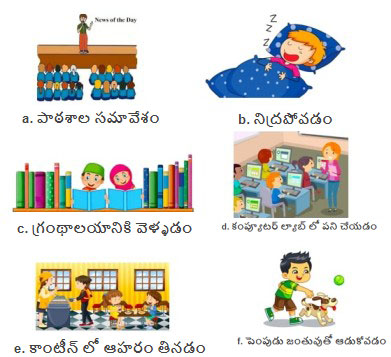 News of the Day
a. పాఠశాల సమావేశం
b. నిద్రపోవడం
c. గ్రంథాలయానికి వెళ్ళడం
d. కంప్యూటర్ ల్యాబ్ లో పని చేయడం
e. కాంటీన్ లో ఆహారం తినడం
f. పెంపుడు జంతువుతో ఆడుకోవడం